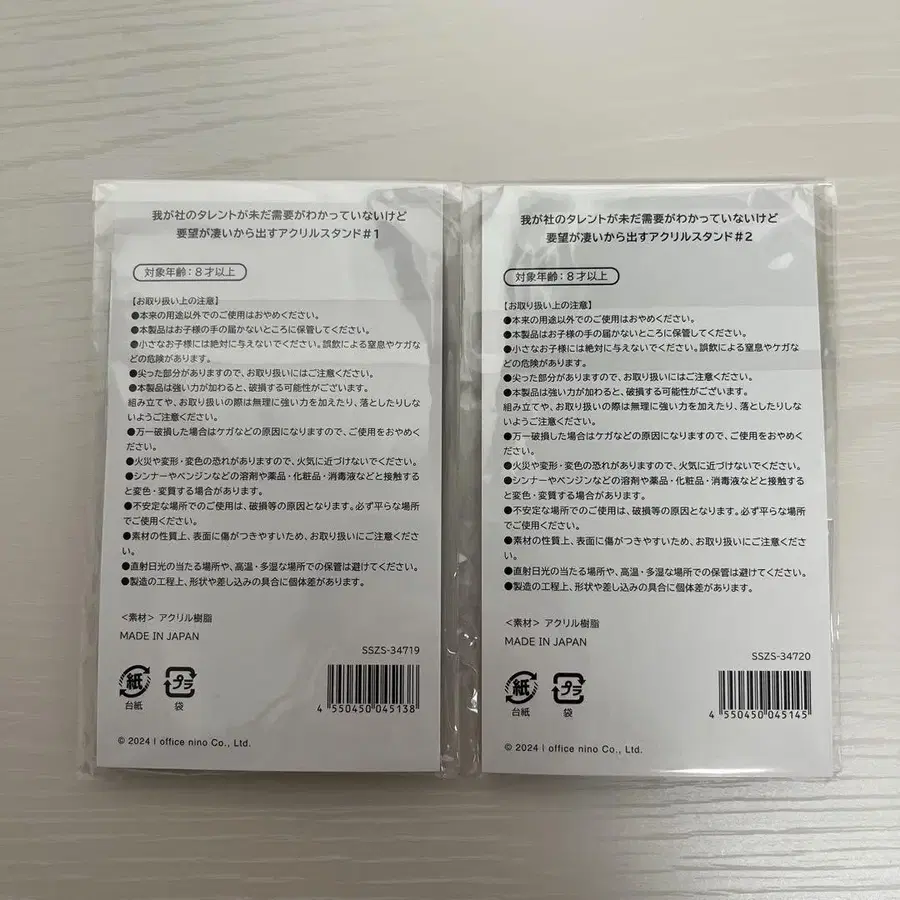 我が社のタレントが未だ需要がわかっていないけど
要望が凄いから出すアクリルスタンド#1
対象年齢:8才以上
【お取り扱い上の注意】
●本来の用途以外でのご使用はおやめください。
●本製品はお子様の手の届かないところに保管してください。
●小さなお子様には絶対に与えないでください。誤飲による窒息やケガな
どの危険があります。
●尖った部分がありますので、お取り扱いにはご注意ください。
●本製品は強い力が加わると、破損する可能性がございます。
組み立てや、お取り扱いの際は無理に強い力を加えたり、落としたりしな
いようご注意ください。
●万一破損した場合はケガなどの原因になりますので、ご使用をおやめく
ださい。
●火災や変形・変色の恐れがありますので、火気に近づけないでください。
●シンナーやベンジンなどの溶剤や薬品・化粧品・消毒液などと接触する
と変色・変質する場合があります。
●不安定な場所でのご使用は、破損等の原因となります。必ず平らな場所
でご使用ください。
●素材の性質上、表面に傷がつきやすいため、お取り扱いにご注意くださ
い。
●直射日光の当たる場所や、高温・多湿な場所での保管は避けてください。
●製造の工程上、形状や差し込みの具合に個体差があります。
<素材> アクリル樹脂
MADE IN JAPAN
SSZS-34719
紙
台紙
プラ
袋
4 550450 045138
© 2024 I office nino Co., Ltd.
我が社のタレントが未だ需要がわかっていないけど
要望が凄いから出すアクリルスタンド#2
対象年齢:8才以上
【お取り扱い上の注意】
●本来の用途以外でのご使用はおやめください。
●本製品はお子様の手の届かないところに保管してください。
●小さなお子様には絶対に与えないでください。誤飲による窒息やケガな
どの危険があります。
●尖った部分がありますので、お取り扱いにはご注意ください。
●本製品は強い力が加わると、破損する可能性がございます。
組み立てや、お取り扱いの際は無理に強い力を加えたり、落としたりしな
いようご注意ください。
●万一破損した場合はケガなどの原因になりますので、ご使用をおやめく
ださい。
●火災や変形・変色の恐れがありますので、火気に近づけないでください。
●シンナーやベンジンなどの溶剤や薬品・化粧品・消毒液などと接触する
と変色・変質する場合があります。
●不安定な場所でのご使用は、破損等の原因となります。必ず平らな場所
でご使用ください。
●素材の性質上、表面に傷がつきやすいため、お取り扱いにご注意くださ
い。
●直射日光の当たる場所や、高温・多湿な場所での保管は避けてください。
●製造の工程上、形状や差し込みの具合に個体差があります。
<素材> アクリル樹脂
MADE IN JAPAN
SSZS-34720
紙
台紙
プラ
袋
4 550450 045145
© 2024 I office nino Co., Ltd.